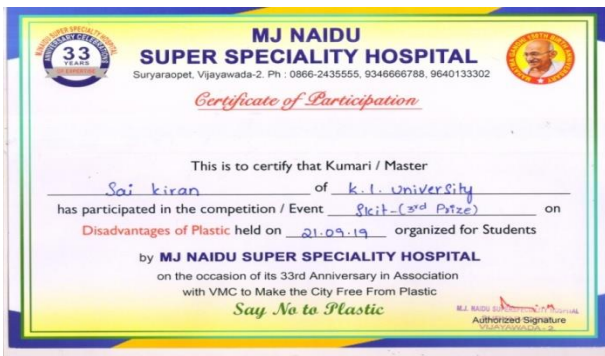 MJ NAIDU
SUPER SPECIALITY HOSPITAL
Suryaraopet, Vijayawada-2. Ph : 0866-2435555, 9346666788, 9640133302
33
YEARS
OF EXPERTISE
Certificate of Participation
This is to certify that Kumari / Master
Sai kiran of K.L. University
has participated in the competition / Event Skit-(3rd Prize) on
Disadvantages of Plastic held on 21.09.19 organized for Students
by MJ NAIDU SUPER SPECIALITY HOSPITAL
on the occasion of its 33rd Anniversary in Association
with VMC to Make the City Free From Plastic
Say No to Plastic
Authorized Signature
VIJAYAWADA - 2